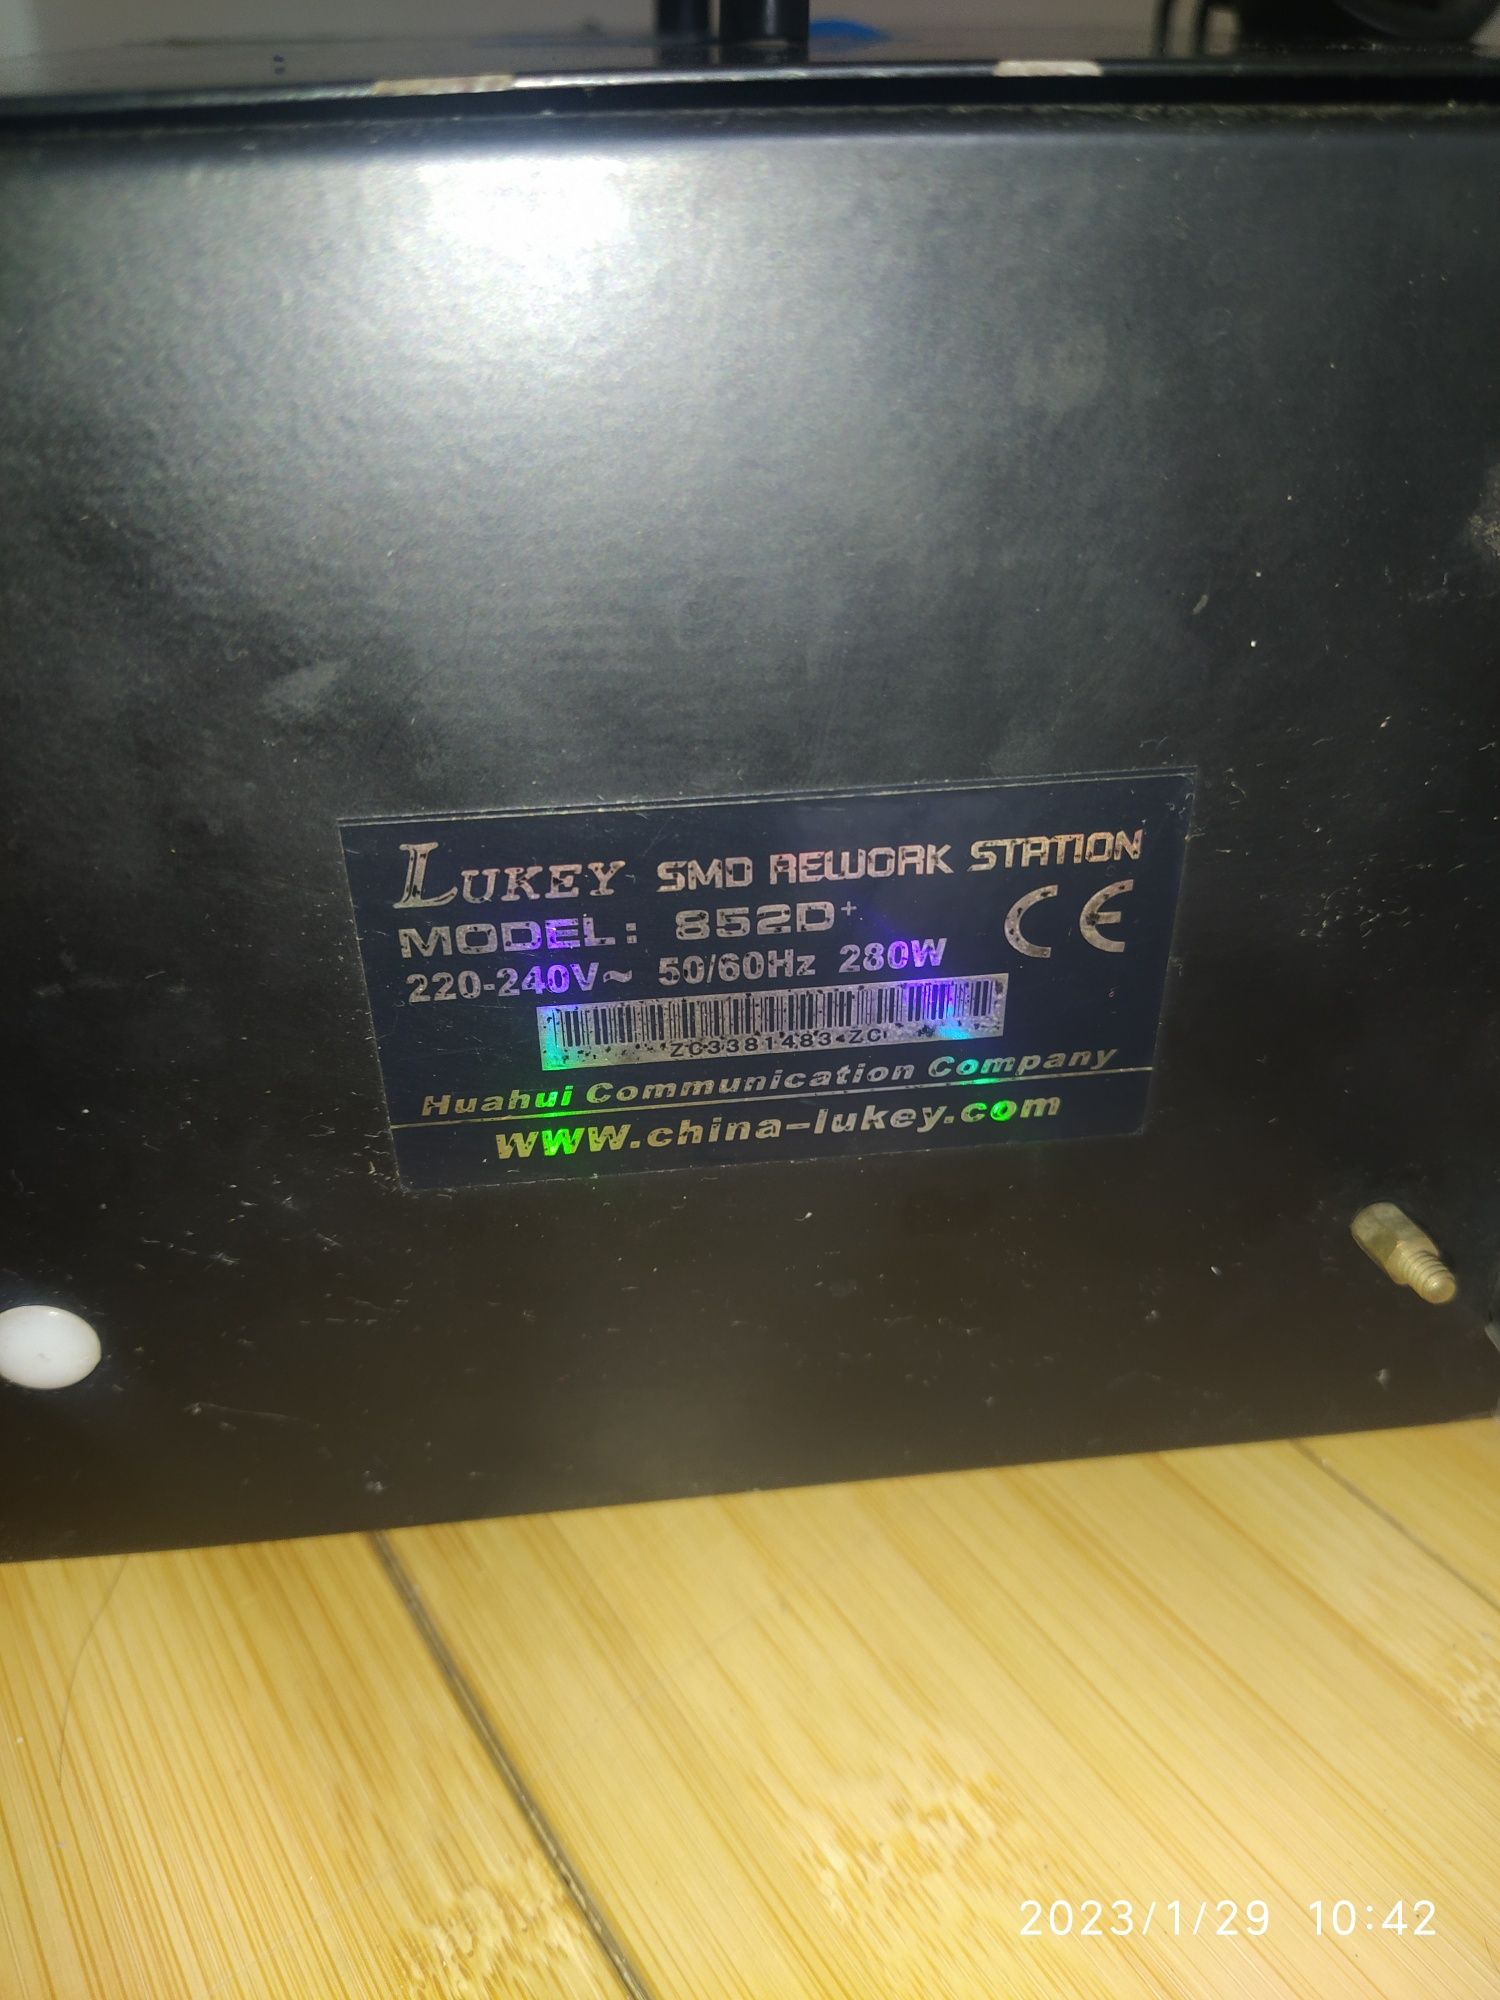 LUKEY SMD REWORK STATION
MODEL: 852D+
CE
220-240V~ 50/60Hz 280W
ZC3381483-ZC
Huahui Communication Company
www.china-lukey.com
2023/1/29 10:42